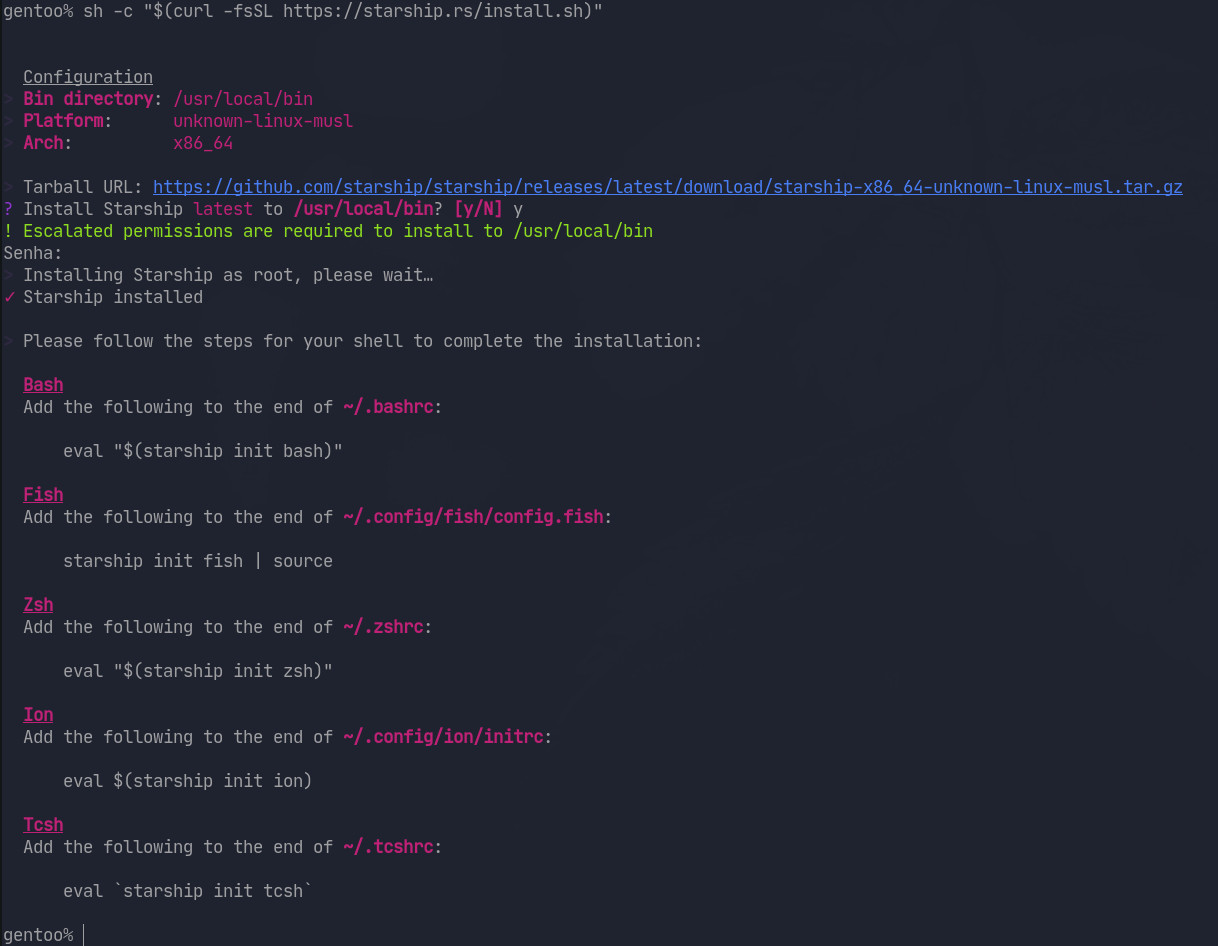 gentoo% sh -c "$(curl -fsSL https://starship.rs/install.sh)"
Configuration
> Bin directory: /usr/local/bin
> Platform:      unknown-linux-musl
> Arch:          x86_64
> Tarball URL: https://github.com/starship/starship/releases/latest/download/starship-x86_64-unknown-linux-musl.tar.gz
? Install Starship latest to /usr/local/bin? [y/N] y
! Escalated permissions are required to install to /usr/local/bin
Senha:
> Installing Starship as root, please wait…
✓ Starship installed
> Please follow the steps for your shell to complete the installation:
Bash
Add the following to the end of ~/.bashrc:
eval "$(starship init bash)"
Fish
Add the following to the end of ~/.config/fish/config.fish:
starship init fish | source
Zsh
Add the following to the end of ~/.zshrc:
eval "$(starship init zsh)"
Ion
Add the following to the end of ~/.config/ion/initrc:
eval $(starship init ion)
Tcsh
Add the following to the end of ~/.tcshrc:
eval `starship init tcsh`
gentoo%